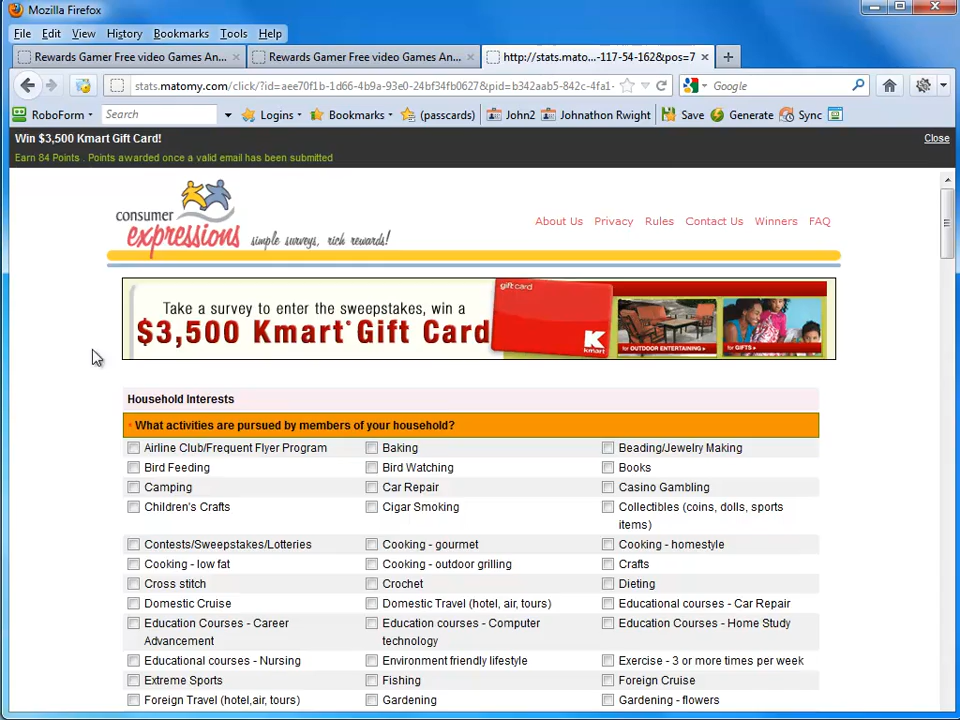 Mozilla Firefox
File Edit View History Bookmarks Tools Help
Rewards Gamer Free video Games An... Rewards Gamer Free video Games An... http://stats.mato...-117-54-162&pos=7
stats.matomy.com/click/?id=aee70f1b-1d66-4b9a-93e0-24bf34fb0627&pid=b342aab5-842c-4fa1- Google
RoboForm Search Logins Bookmarks (passcards) John2 Johnathon Rwight Save Generate Sync
Win $3,500 Kmart Gift Card! Close
Earn 84 Points . Points awarded once a valid email has been submitted
consumer expressions simple surveys, rich rewards!
About Us Privacy Rules Contact Us Winners FAQ
Take a survey to enter the sweepstakes, win a
$3,500 Kmart Gift Card
gift card
K
kmart
for OUTDOOR ENTERTAINING > for GIFTS >
Household Interests
* What activities are pursued by members of your household?
Airline Club/Frequent Flyer Program Baking Beading/Jewelry Making
Bird Feeding Bird Watching Books
Camping Car Repair Casino Gambling
Children's Crafts Cigar Smoking Collectibles (coins, dolls, sports
items)
Contests/Sweepstakes/Lotteries Cooking - gourmet Cooking - homestyle
Cooking - low fat Cooking - outdoor grilling Crafts
Cross stitch Crochet Dieting
Domestic Cruise Domestic Travel (hotel, air, tours) Educational courses - Car Repair
Education Courses - Career Education courses - Computer Education Courses - Home Study
Advancement technology
Educational courses - Nursing Environment friendly lifestyle Exercise - 3 or more times per week
Extreme Sports Fishing Foreign Cruise
Foreign Travel (hotel,air, tours) Gardening Gardening - flowers